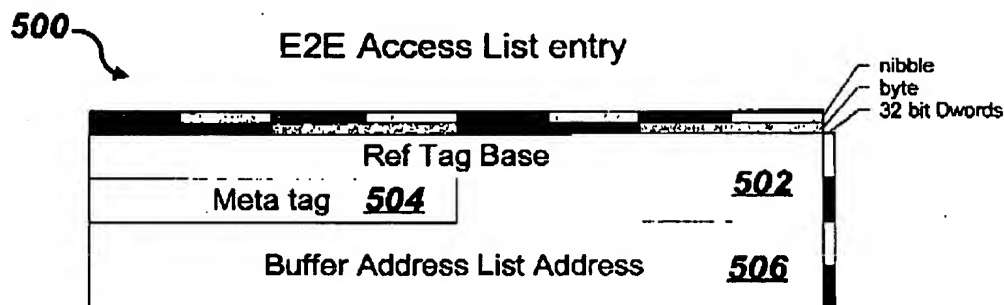 500
E2E Access List entry
nibble
byte
32 bit Dwords
Ref Tag Base
502
Meta tag 504
Buffer Address List Address 506